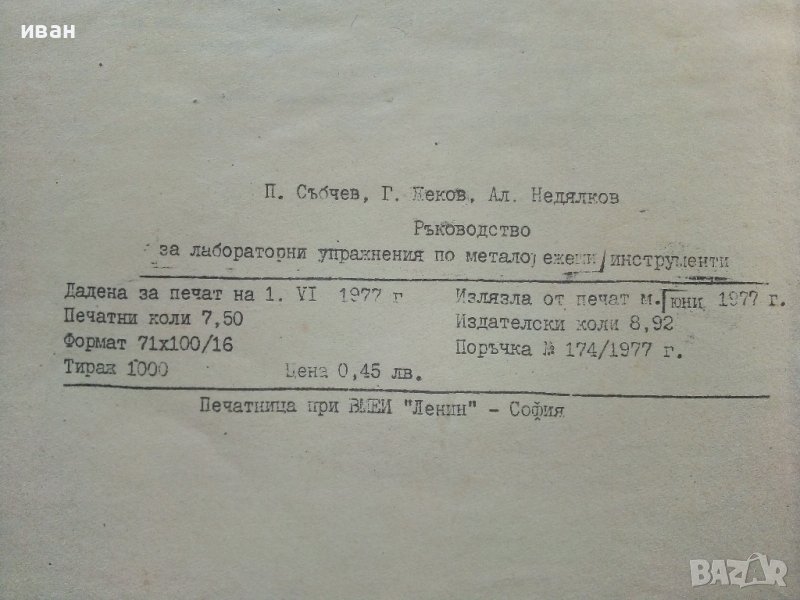 иван
П. Събчев, Г. Пеков, Ал. Недялков
Ръководство
за лабораторни упражнения по металорежещи инструменти
Дадена за печат на 1. VI 1977 г
Излязла от печат м. юни 1977 г.
Печатни коли 7,50
Издателски коли 8,92
Формат 71х100/16
Поръчка № 174/1977 г.
Тираж 1000
Цена 0,45 лв.
Печатница при ВМЕИ "Ленин" - София
BAZAR